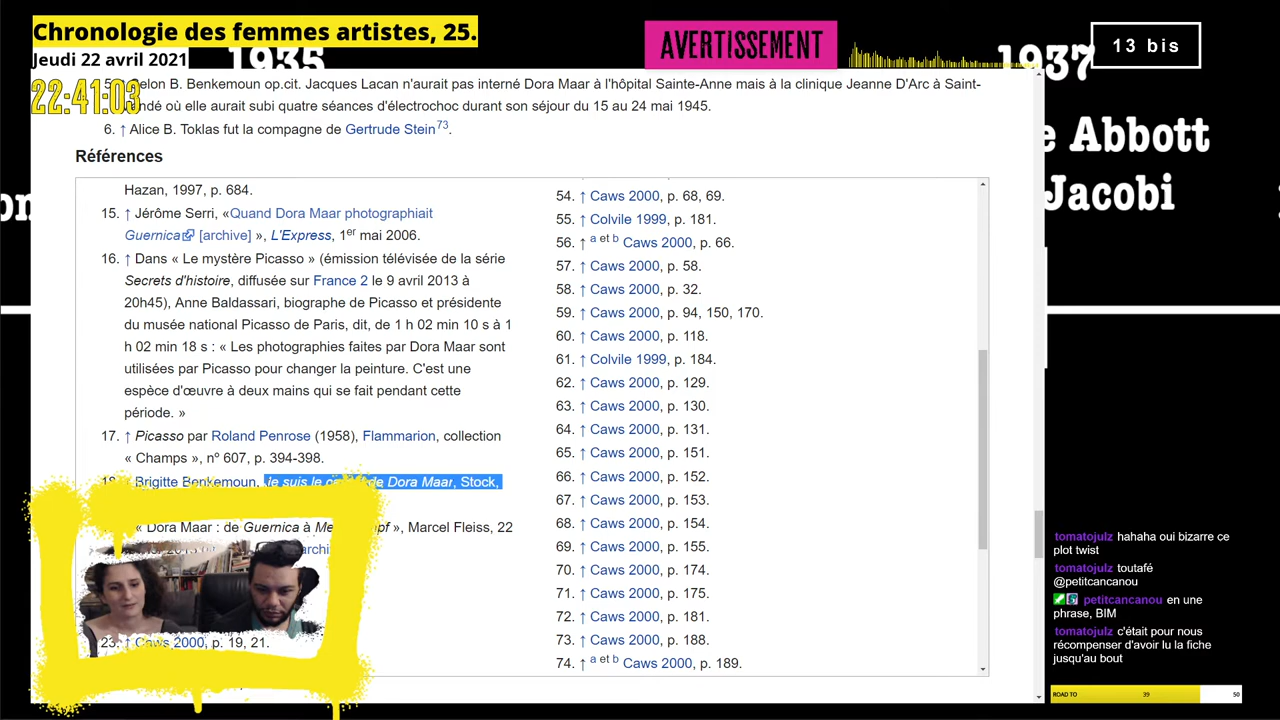 Chronologie des femmes artistes, 25.
Jeudi 22 avril 2021
22:41:03
1935
AVERTISSEMENT
1937
13 bis
e Abbott
Jacobi
on
elon B. Benkemoun op.cit. Jacques Lacan n'aurait pas interné Dora Maar à l'hôpital Sainte-Anne mais à la clinique Jeanne D'Arc à Saint-
ndé où elle aurait subi quatre séances d'électrochoc durant son séjour du 15 au 24 mai 1945.
6. ↑ Alice B. Toklas fut la compagne de Gertrude Stein73.
Références
Hazan, 1997, p. 684.
15. ↑ Jérôme Serri, «Quand Dora Maar photographiait
Guernica [archive] », L'Express, 1er mai 2006.
16. ↑ Dans « Le mystère Picasso » (émission télévisée de la série
Secrets d'histoire, diffusée sur France 2 le 9 avril 2013 à
20h45), Anne Baldassari, biographe de Picasso et présidente
du musée national Picasso de Paris, dit, de 1 h 02 min 10 s à 1
h 02 min 18 s : « Les photographies faites par Dora Maar sont
utilisées par Picasso pour changer la peinture. C'est une
espèce d'œuvre à deux mains qui se fait pendant cette
période. »
17. ↑ Picasso par Roland Penrose (1958), Flammarion, collection
« Champs », nº 607, p. 394-398.
18. Brigitte Benkemoun, je suis le ca de Dora Maar, Stock,
« Dora Maar : de Guernica à Me pf », Marcel Fleiss, 22
archi
23. ↑ Caws 2000, p. 19, 21.
54. ↑ Caws 2000, p. 68, 69.
55. ↑ Colvile 1999, p. 181.
56. ↑ a et b Caws 2000, p. 66.
57. ↑ Caws 2000, p. 58.
58. ↑ Caws 2000, p. 32.
59. ↑ Caws 2000, p. 94, 150, 170.
60. ↑ Caws 2000, p. 118.
61. ↑ Colvile 1999, p. 184.
62. ↑ Caws 2000, p. 129.
63. ↑ Caws 2000, p. 130.
64. ↑ Caws 2000, p. 131.
65. ↑ Caws 2000, p. 151.
66. ↑ Caws 2000, p. 152.
67. ↑ Caws 2000, p. 153.
68. ↑ Caws 2000, p. 154.
69. ↑ Caws 2000, p. 155.
70. ↑ Caws 2000, p. 174.
71. ↑ Caws 2000, p. 175.
72. ↑ Caws 2000, p. 181.
73. ↑ Caws 2000, p. 188.
74. ↑ a et b Caws 2000, p. 189.
tomatojulz hahaha oui bizarre ce
plot twist
tomatojulz toutafé
@petitcancanou
petitcancanou en une
phrase, BIM
tomatojulz c'était pour nous
récompenser d'avoir lu la fiche
jusqu'au bout
ROAD TO 39 50